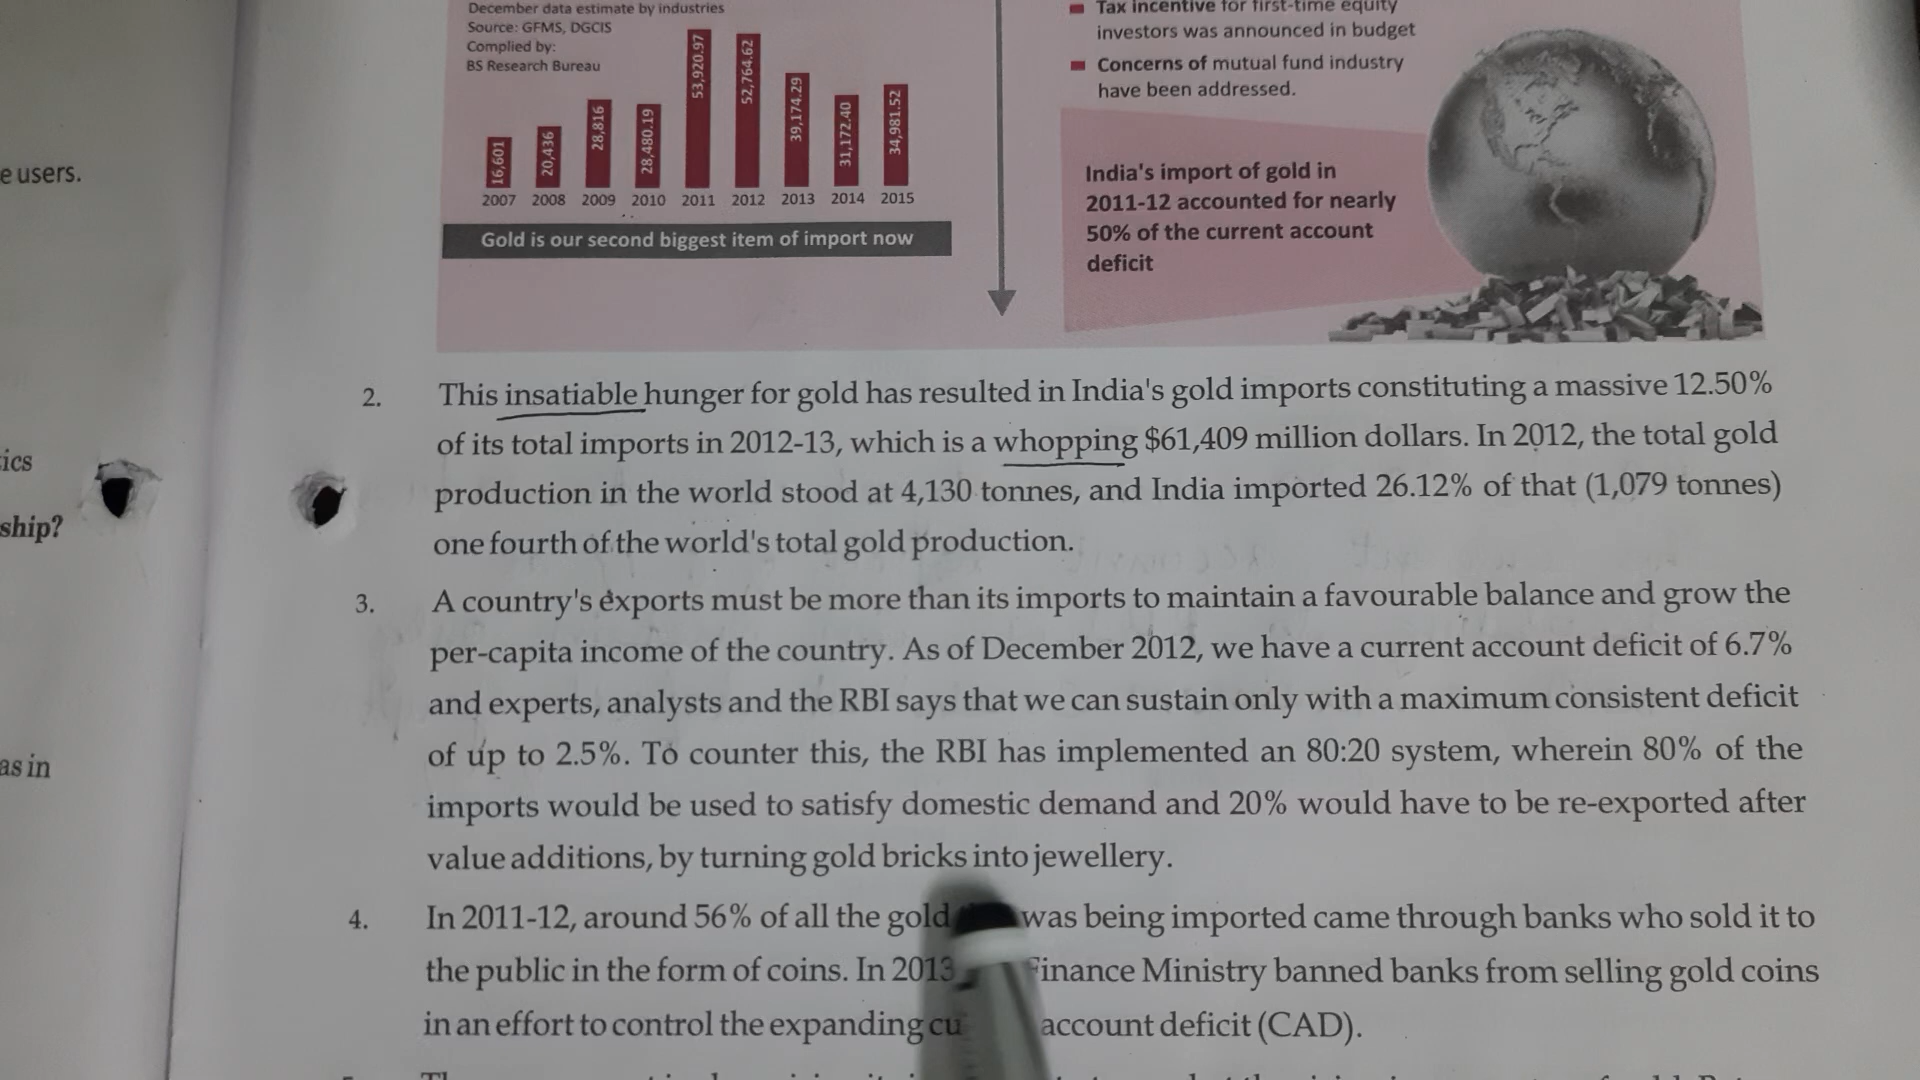 e users.
ics
ship?
as in
December data estimate by industries
Source: GFMS, DGCIS
Complied by:
BS Research Bureau
16,601
20,436
28,816
28,480.19
53,920.97
52,764.62
39,174.29
31,172.40
34,981.52
2007 2008 2009 2010 2011 2012 2013 2014 2015
Gold is our second biggest item of import now
Tax incentive for first-time equity
investors was announced in budget
Concerns of mutual fund industry
have been addressed.
India's import of gold in
2011-12 accounted for nearly
50% of the current account
deficit
2. This insatiable hunger for gold has resulted in India's gold imports constituting a massive 12.50%
of its total imports in 2012-13, which is a whopping $61,409 million dollars. In 2012, the total gold
production in the world stood at 4,130 tonnes, and India imported 26.12% of that (1,079 tonnes)
one fourth of the world's total gold production.
3. A country's exports must be more than its imports to maintain a favourable balance and grow the
per-capita income of the country. As of December 2012, we have a current account deficit of 6.7%
and experts, analysts and the RBI says that we can sustain only with a maximum consistent deficit
of up to 2.5%. To counter this, the RBI has implemented an 80:20 system, wherein 80% of the
imports would be used to satisfy domestic demand and 20% would have to be re-exported after
value additions, by turning gold bricks into jewellery.
4. In 2011-12, around 56% of all the gold was being imported came through banks who sold it to
the public in the form of coins. In 2013 Finance Ministry banned banks from selling gold coins
in an effort to control the expanding cu account deficit (CAD).